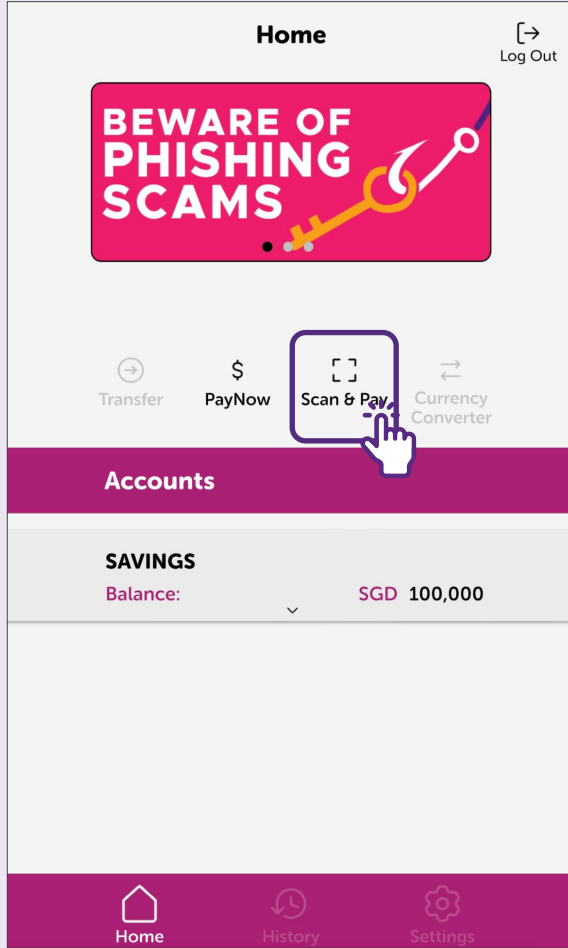 Home
Log Out
BEWARE OF
PHISHING
SCAMS
Transfer
PayNow
Scan & Pay
Currency
Converter
Accounts
SAVINGS
Balance: SGD 100,000
Home
History
Settings